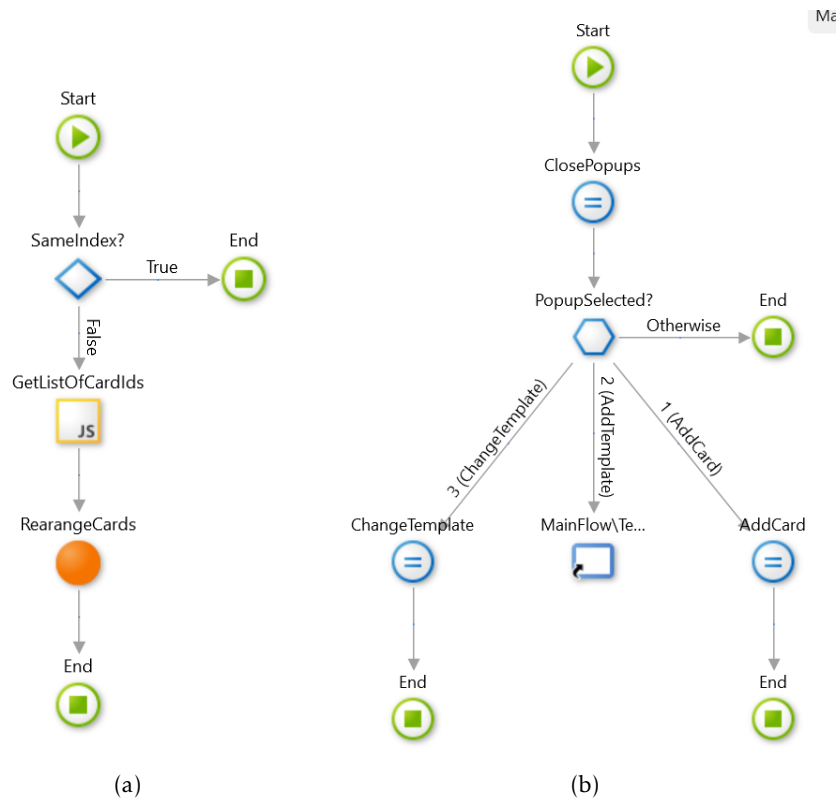 Ma
Start
SameIndex?
True
End
False
GetListOfCardIds
JS
RearangeCards
End
(a)
Start
ClosePopups
PopupSelected?
Otherwise
End
3 (ChangeTemplate)
2 (AddTemplate)
1 (AddCard)
ChangeTemplate
MainFlow\Te...
AddCard
End
End
(b)